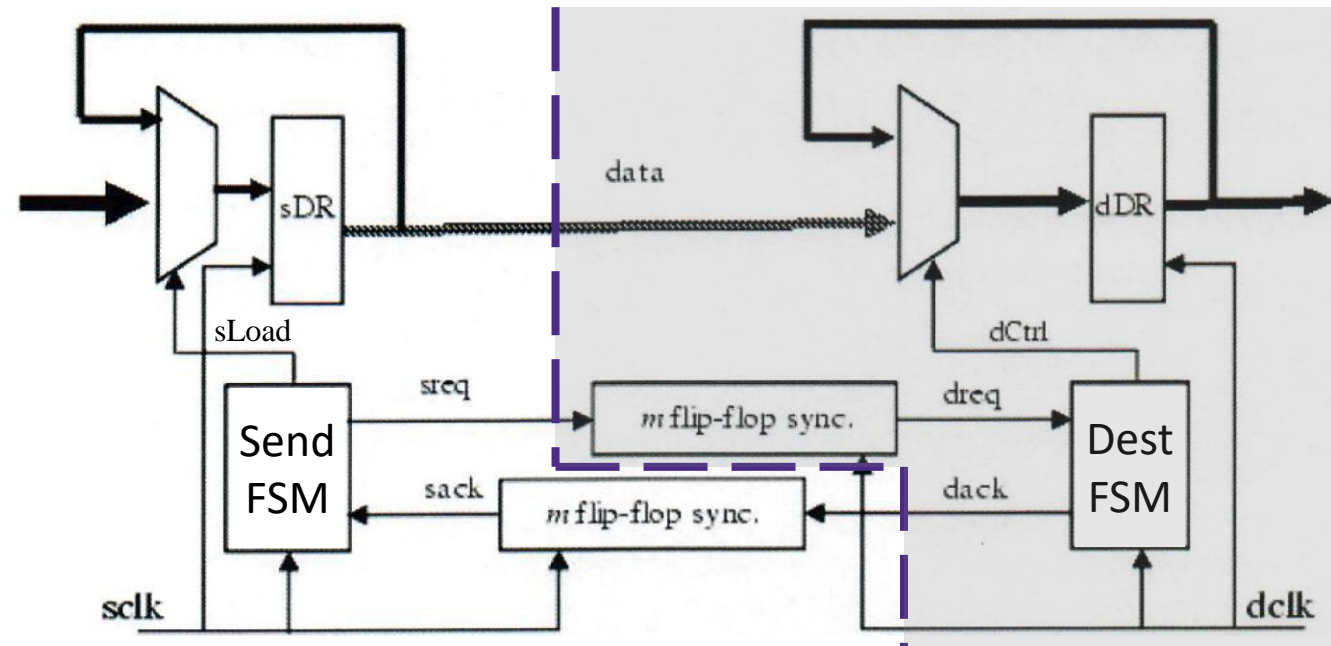 data
sDR
dDR
sLoad
dCtrl
sreq
dreq
m flip-flop sync.
Send
FSM
Dest
FSM
sack
dack
m flip-flop sync.
sclk
dclk